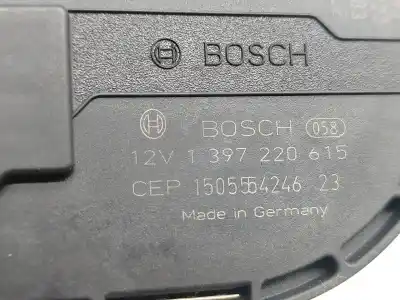 BOSCH
BOSCH 058
12V 1 397 220 615
CEP 1505554246 23
Made in Germany